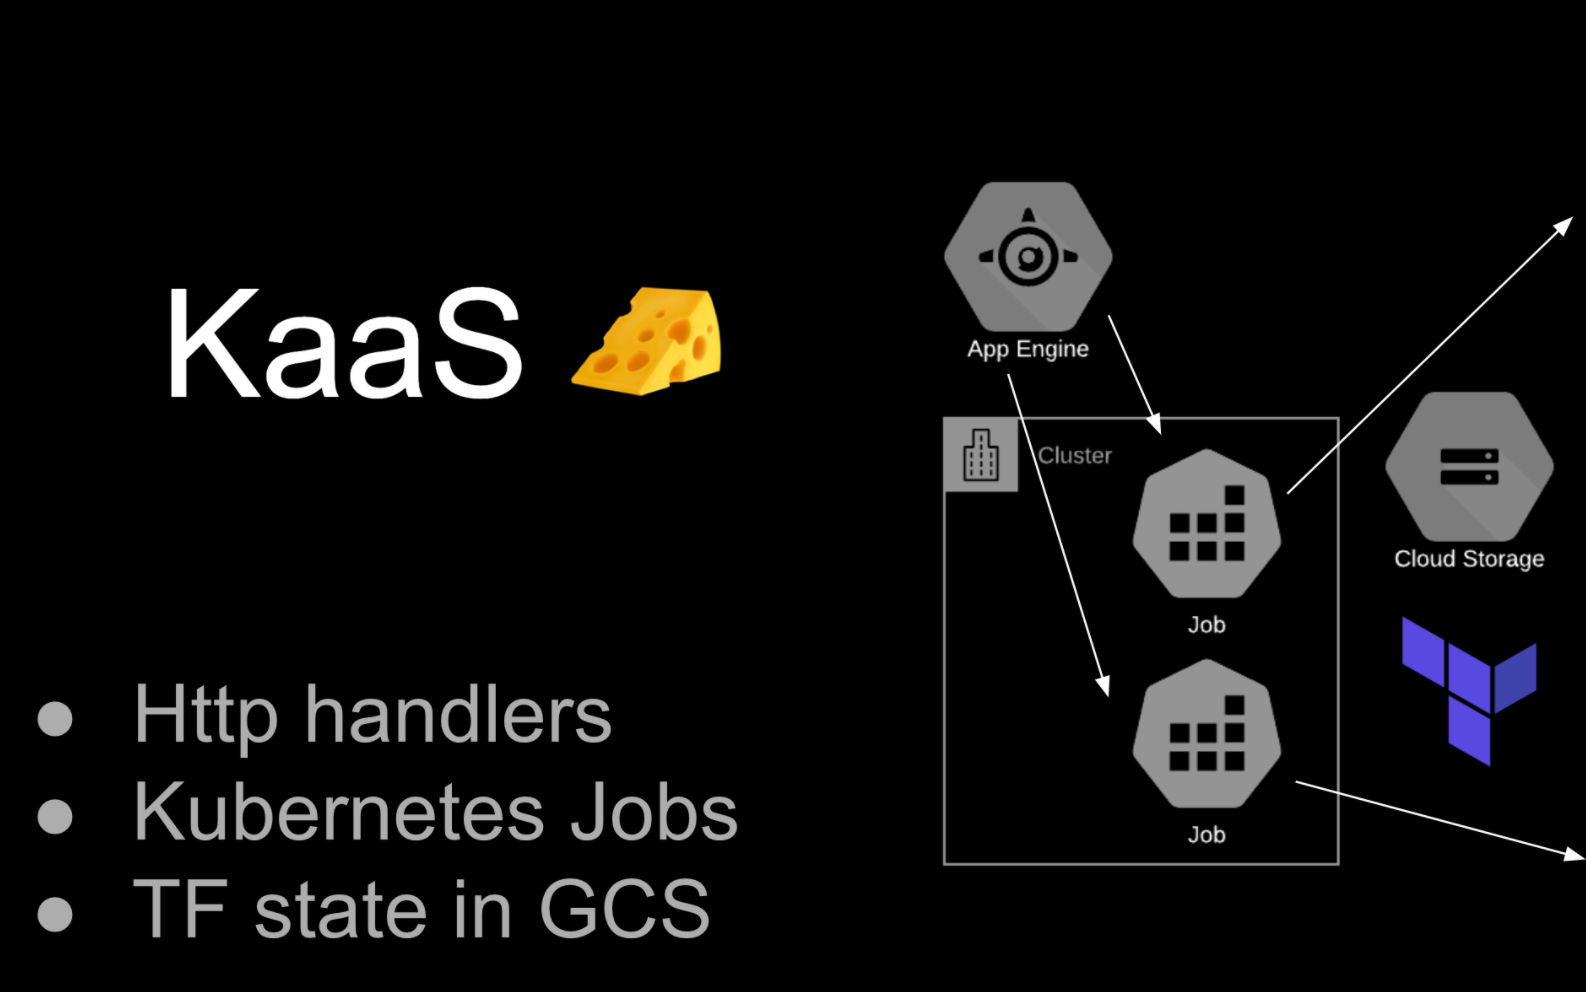 KaaS 🧀
● Http handlers
● Kubernetes Jobs
● TF state in GCS
App Engine
Cluster
Job
Job
Cloud Storage